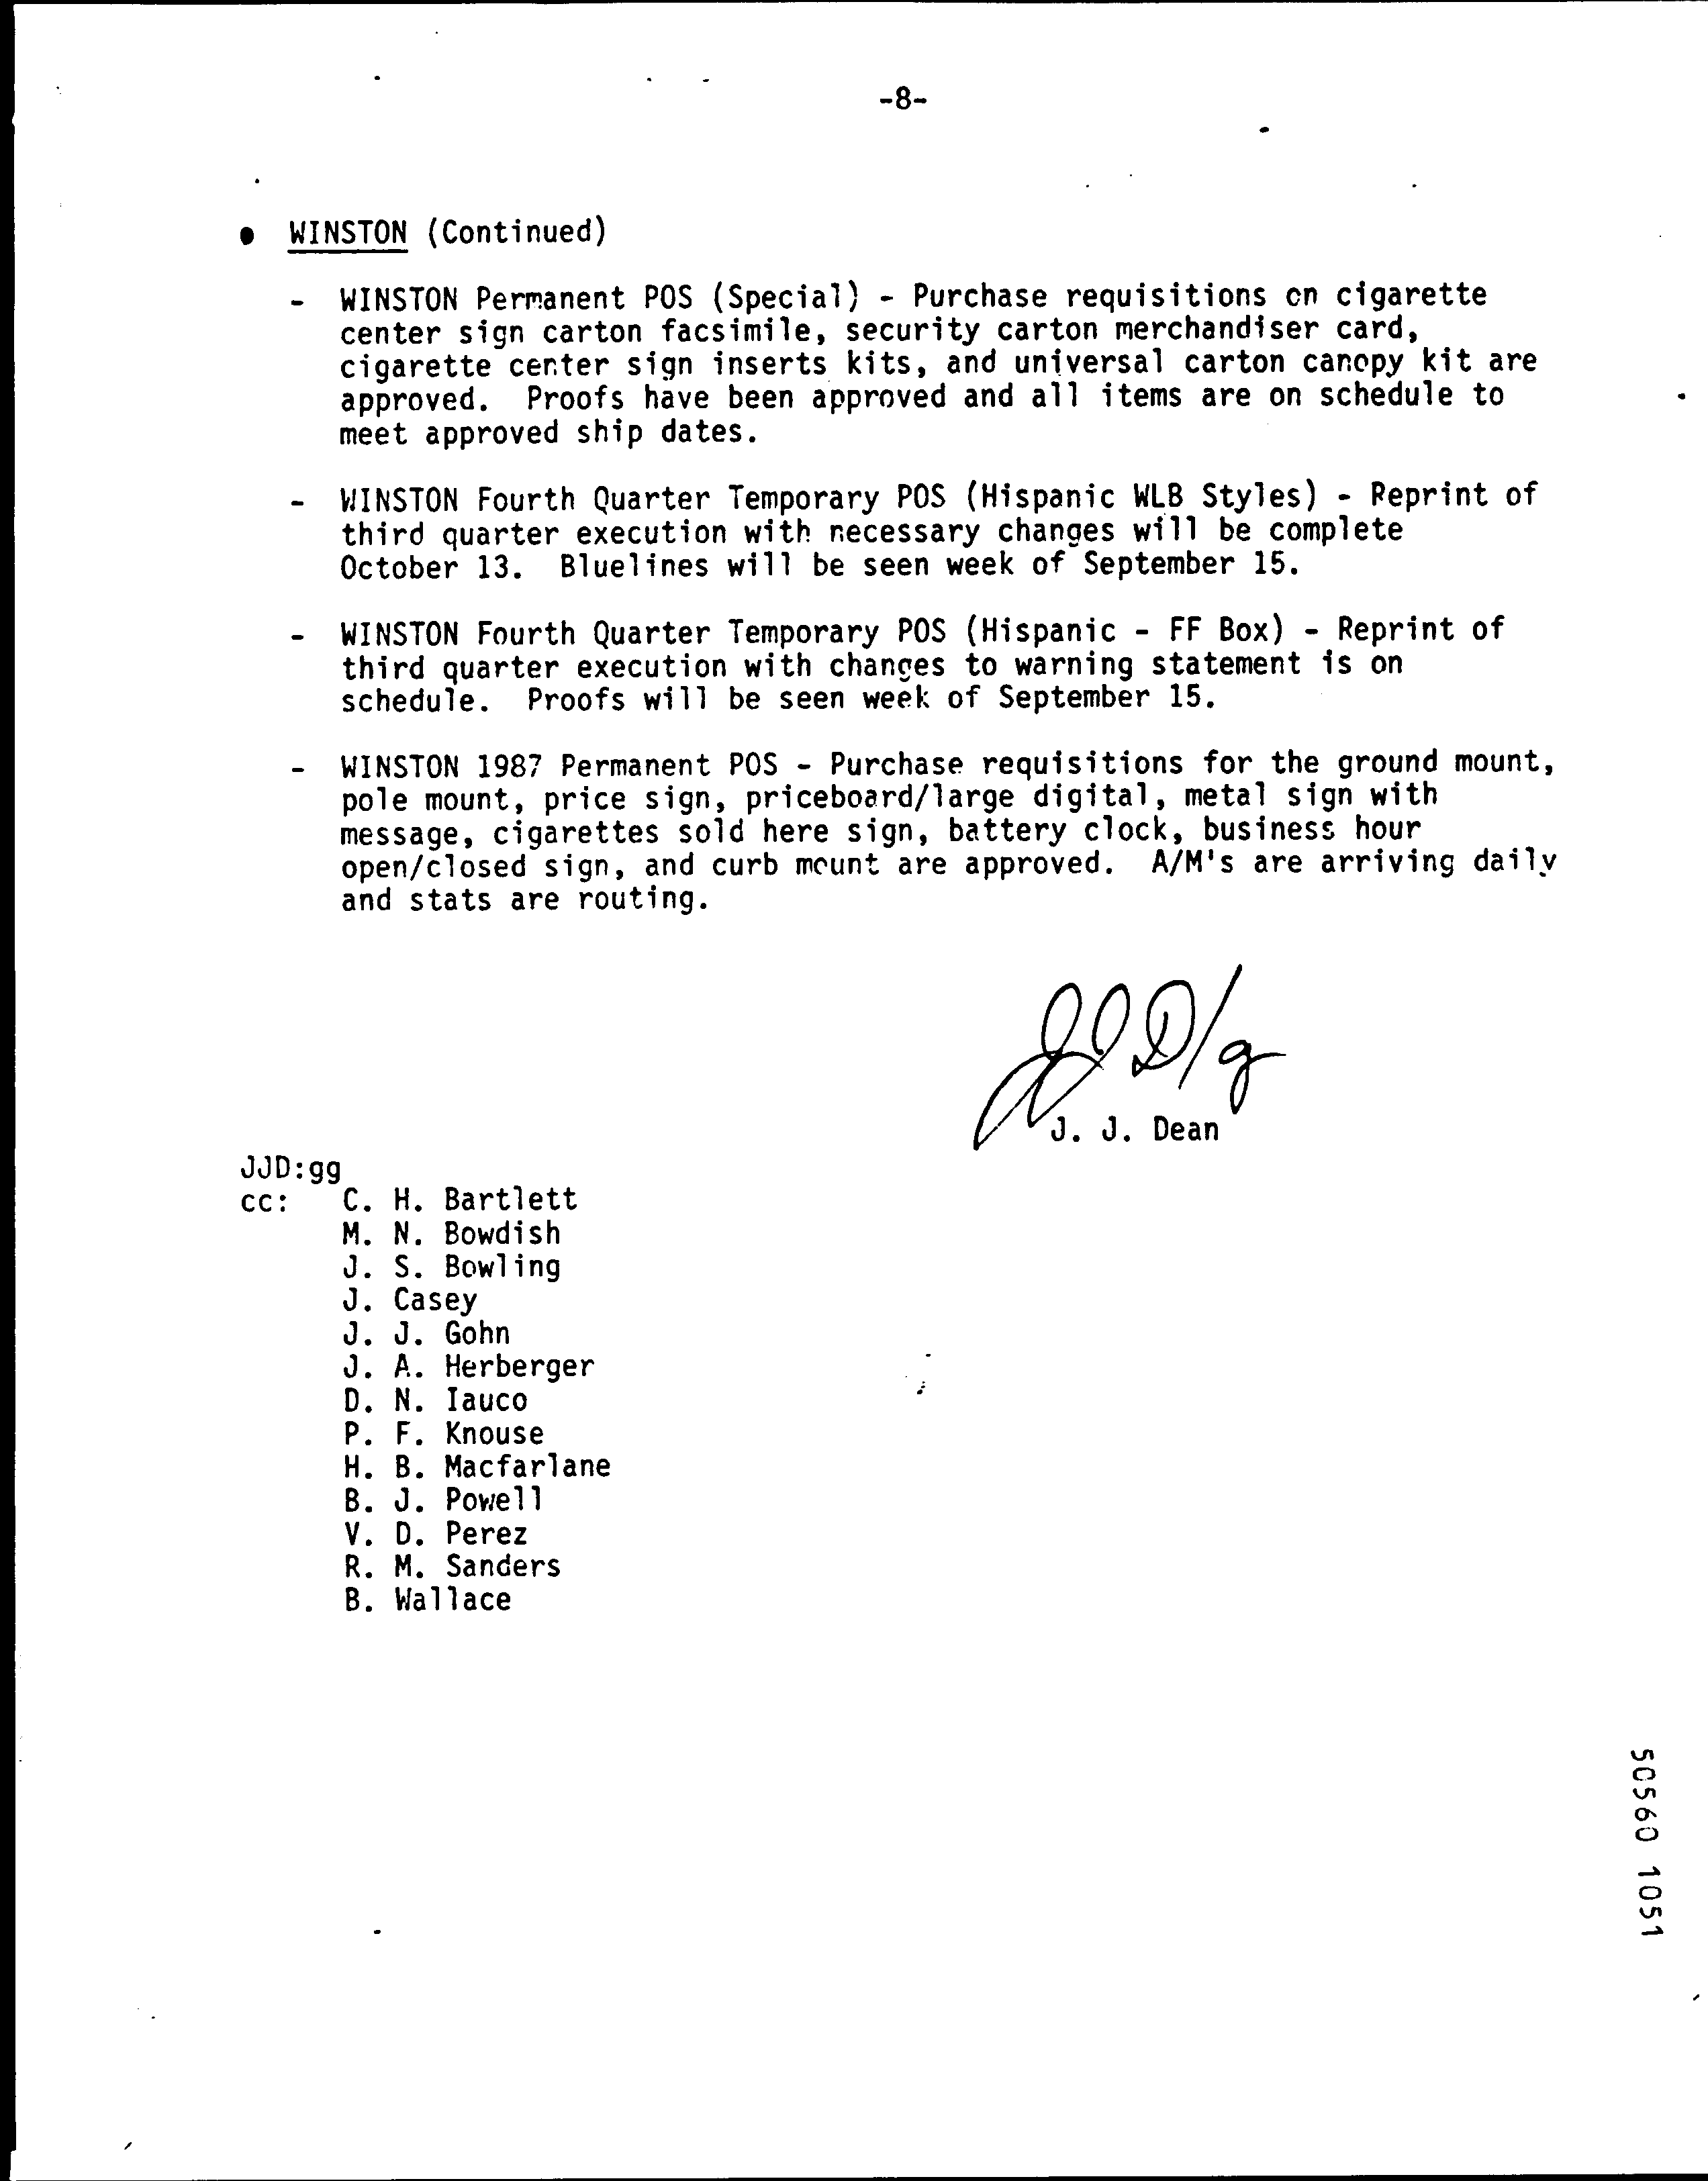 -8-
● WINSTON (Continued)
- WINSTON Permanent POS (Special) - Purchase requisitions on cigarette
center sign carton facsimile, security carton merchandiser card,
cigarette center sign inserts kits, and universal carton canopy kit are
approved. Proofs have been approved and all items are on schedule to
meet approved ship dates.
- WINSTON Fourth Quarter Temporary POS (Hispanic WLB Styles) - Reprint of
third quarter execution with necessary changes will be complete
October 13. Bluelines will be seen week of September 15.
- WINSTON Fourth Quarter Temporary POS (Hispanic - FF Box) - Reprint of
third quarter execution with changes to warning statement is on
schedule. Proofs will be seen week of September 15.
- WINSTON 1987 Permanent POS - Purchase requisitions for the ground mount,
pole mount, price sign, priceboard/large digital, metal sign with
message, cigarettes sold here sign, battery clock, business hour
open/closed sign, and curb mount are approved. A/M's are arriving daily
and stats are routing.
JJD/g
J. J. Dean
JJD:gg
cc: C. H. Bartlett
M. N. Bowdish
J. S. Bowling
J. Casey
J. J. Gohn
J. A. Herberger
D. N. Iauco
P. F. Knouse
H. B. Macfarlane
B. J. Powell
V. D. Perez
R. M. Sanders
B. Wallace
50560 1051